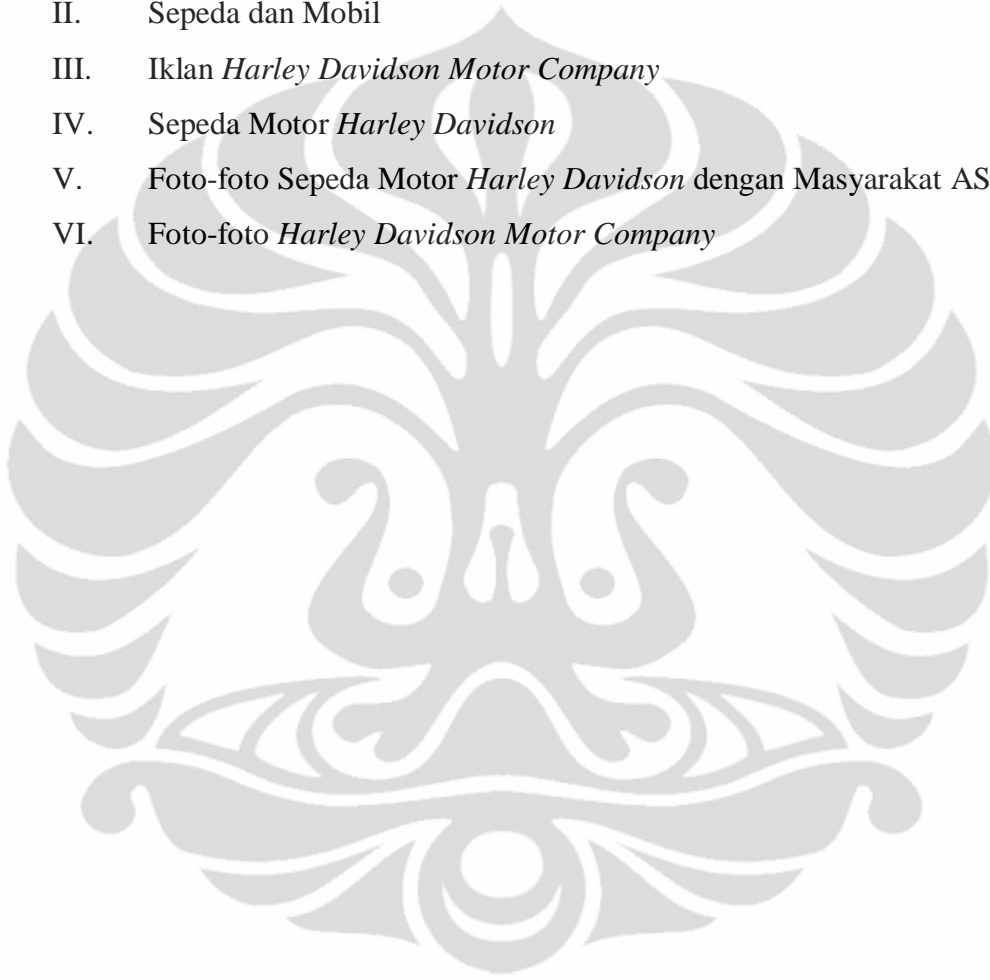 II. Sepeda dan Mobil
III. Iklan Harley Davidson Motor Company
IV. Sepeda Motor Harley Davidson
V. Foto-foto Sepeda Motor Harley Davidson dengan Masyarakat AS
VI. Foto-foto Harley Davidson Motor Company